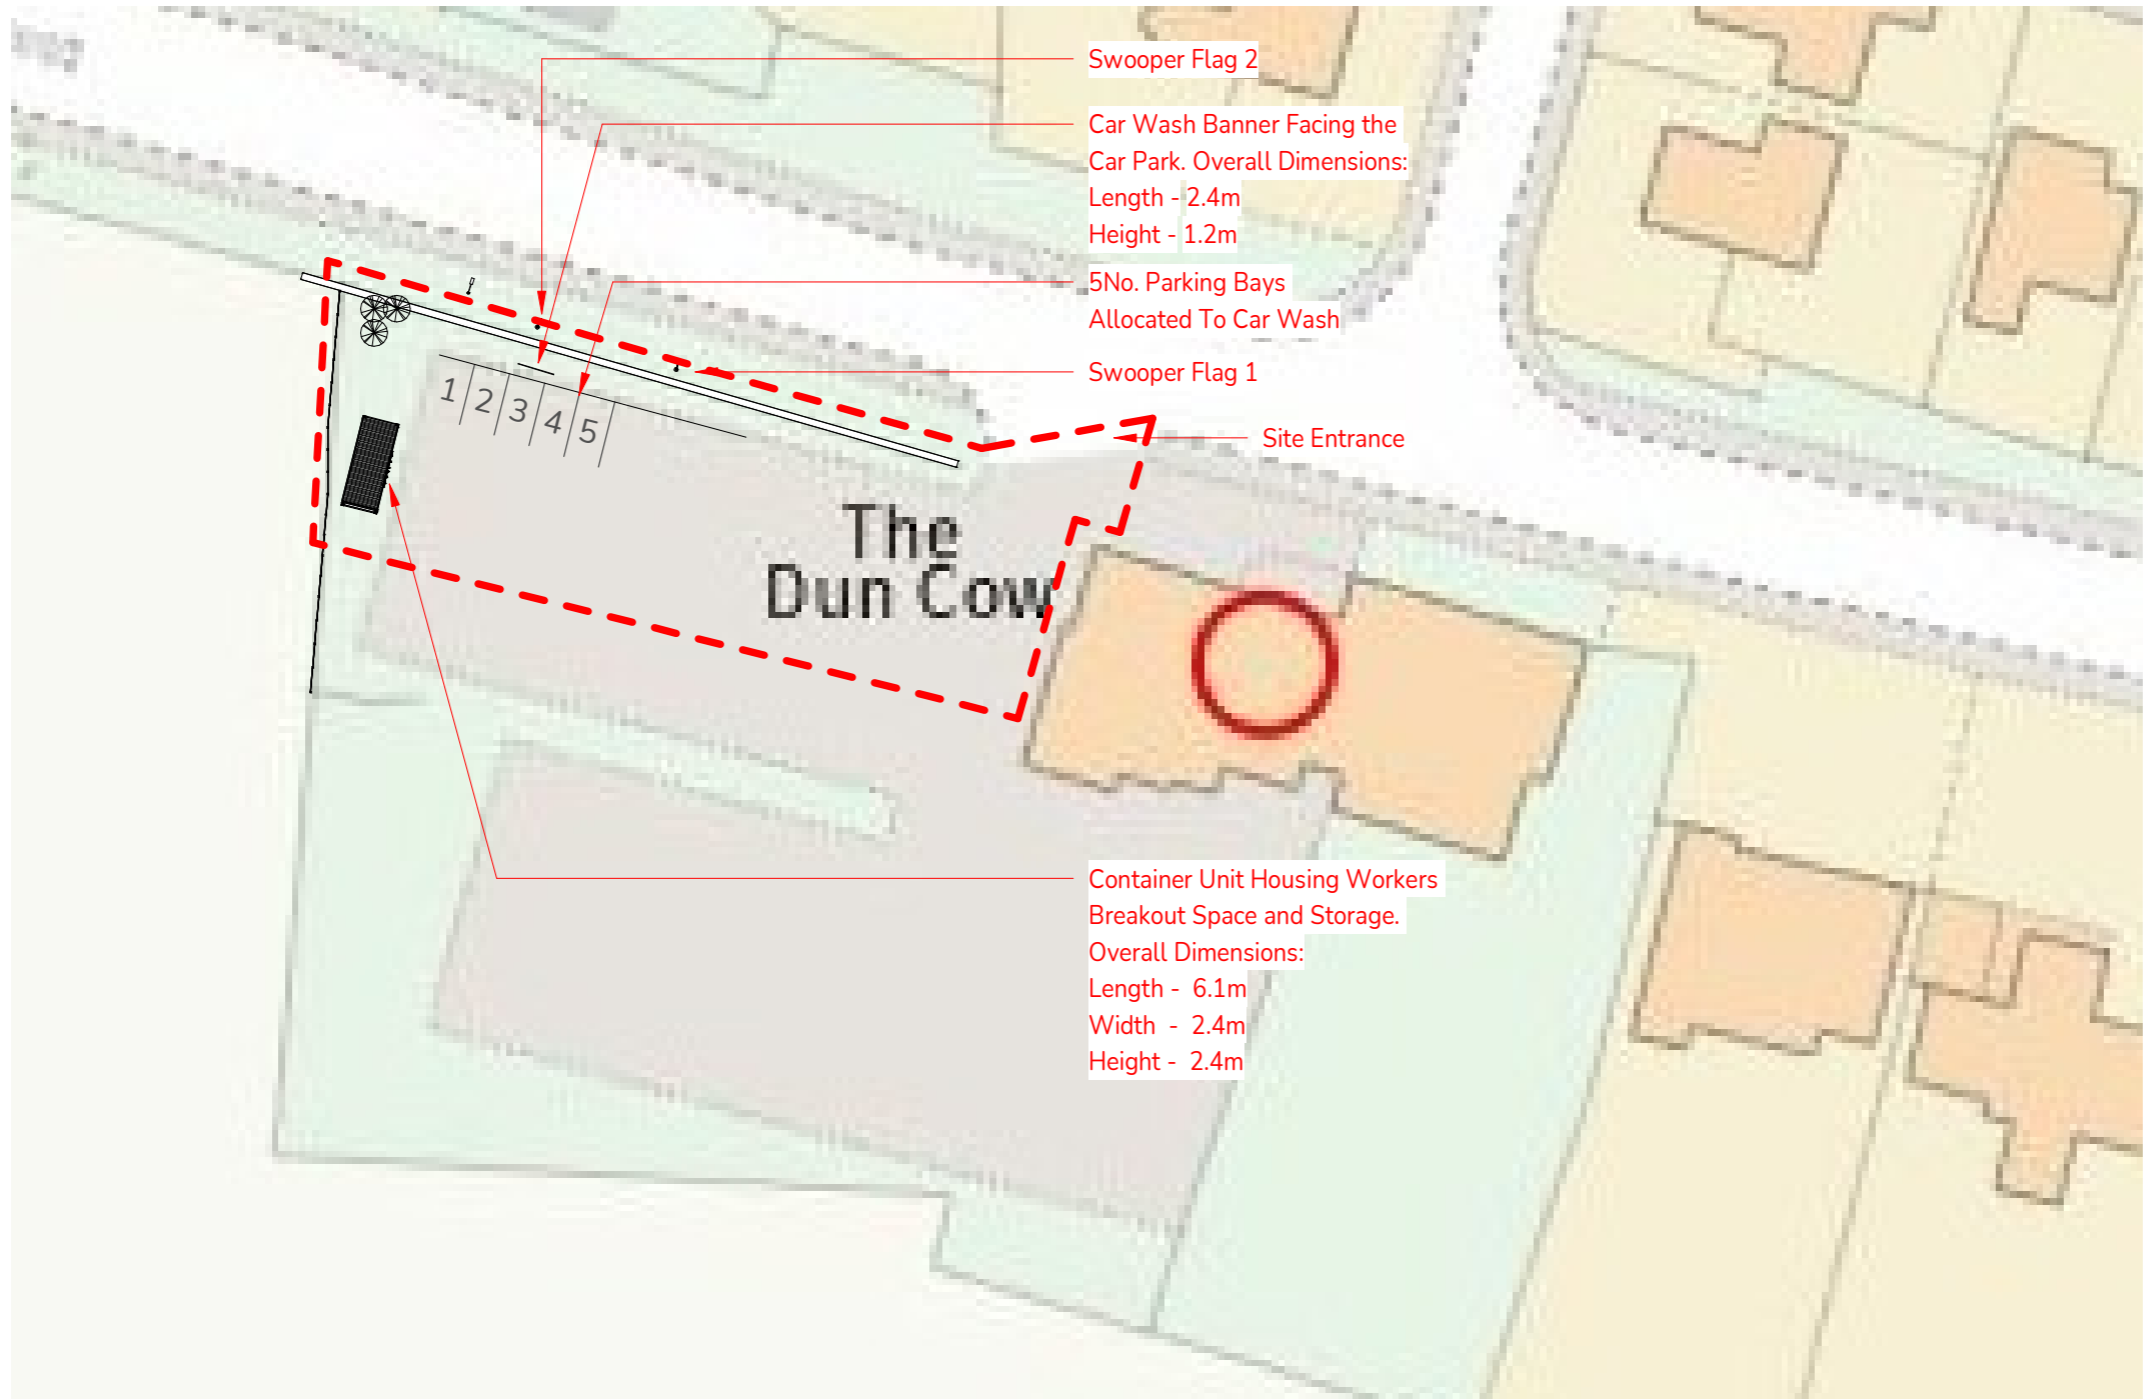 Swooper Flag 2
Car Wash Banner Facing the
Car Park. Overall Dimensions:
Length - 2.4m
Height - 1.2m
5No. Parking Bays
Allocated To Car Wash
Swooper Flag 1
Site Entrance
1 2 3 4 5
The
Dun Cow
Container Unit Housing Workers
Breakout Space and Storage.
Overall Dimensions:
Length - 6.1m
Width - 2.4m
Height - 2.4m